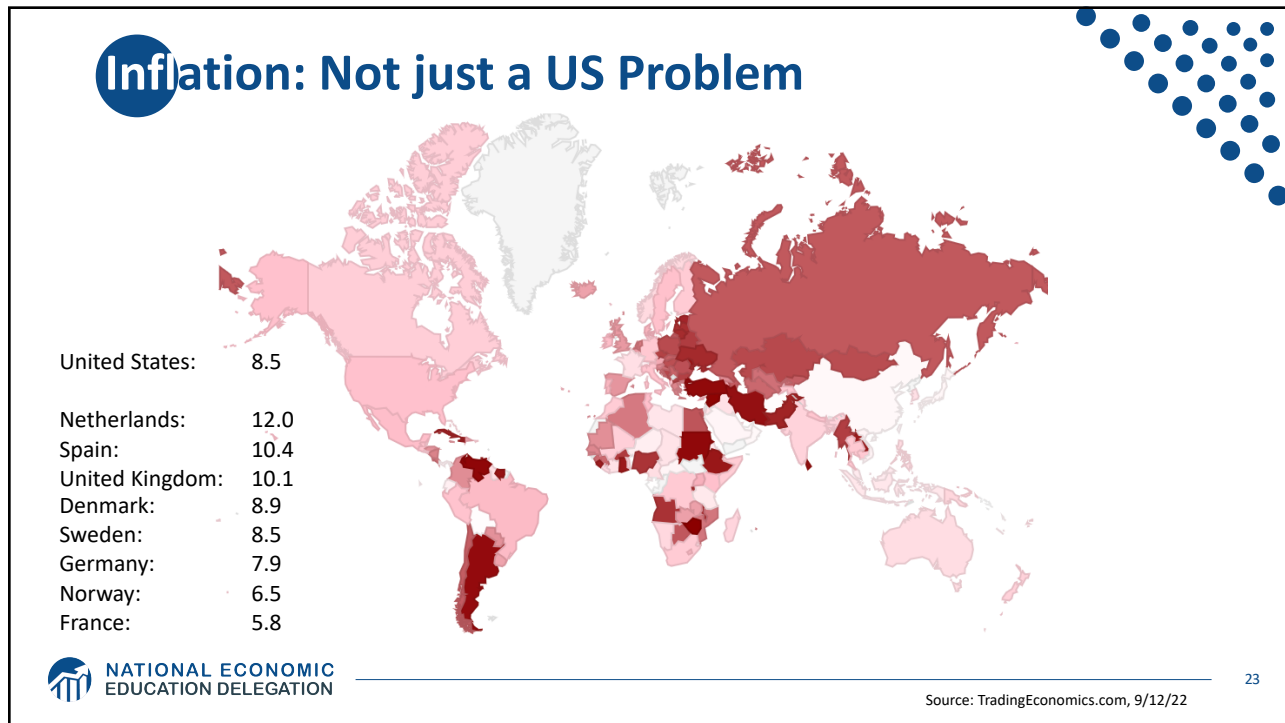 Inflation: Not just a US Problem
United States: 8.5
Netherlands: 12.0
Spain: 10.4
United Kingdom: 10.1
Denmark: 8.9
Sweden: 8.5
Germany: 7.9
Norway: 6.5
France: 5.8
NATIONAL ECONOMIC
EDUCATION DELEGATION
23
Source: TradingEconomics.com, 9/12/22